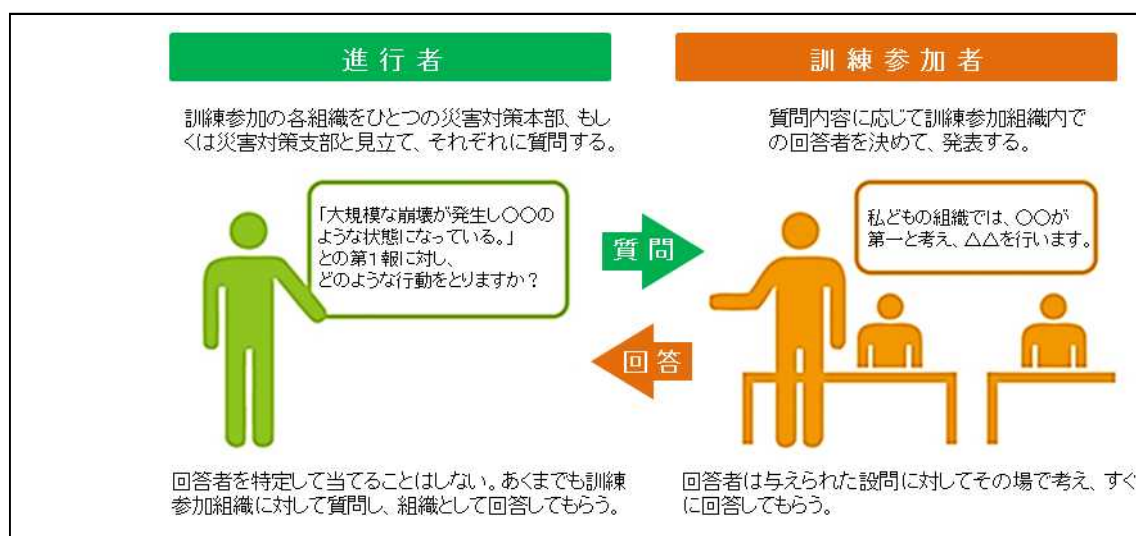 進行者
訓練参加者
訓練参加の各組織をひとつの災害対策本部、もし
くは災害対策支部と見立て、それぞれに質問する。
質問内容に応じて訓練参加組織内で
の回答者を決めて、発表する。
「大規模な崩壊が発生し〇〇の
ような状態になっている。」
との第１報に対し、
どのような行動をとりますか？
質問
私どもの組織では、〇〇が
第一と考え、△△を行います。
回答
回答者を特定して当てることはしない。あくまでも訓練
参加組織に対して質問し、組織として回答してもらう。
回答者は与えられた設問に対してその場で考え、すぐ
に回答してもらう。